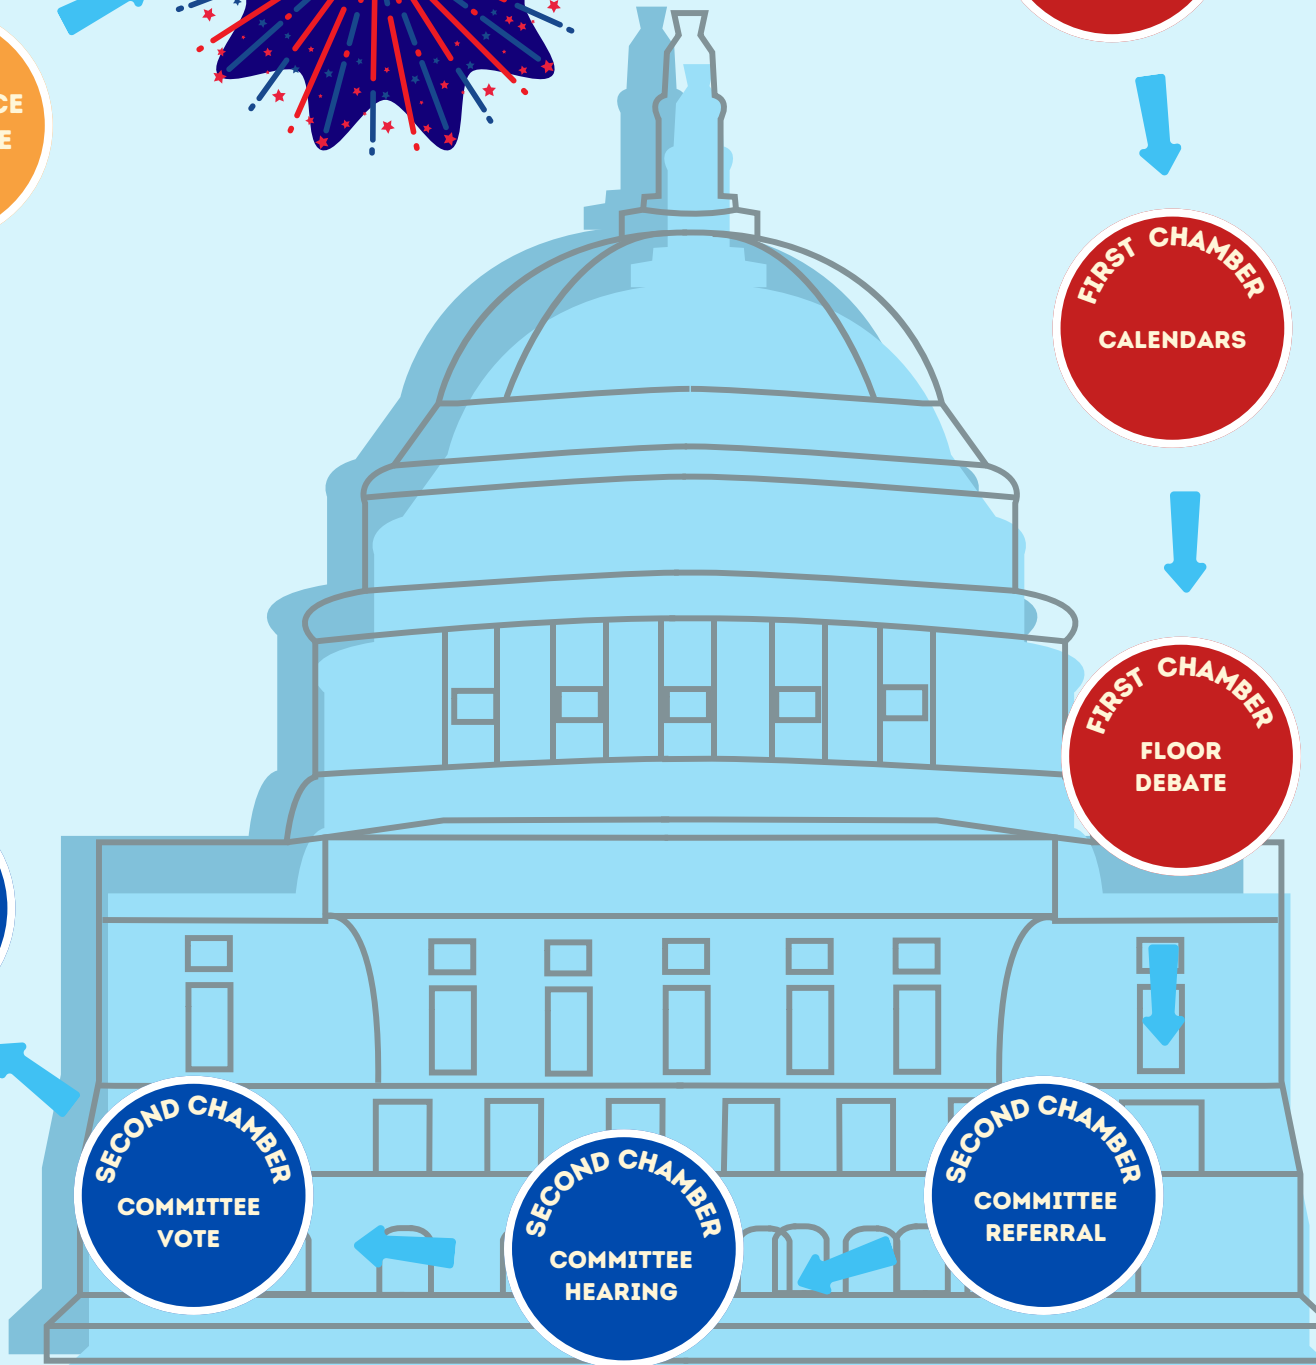 CE
E
FIRST CHAMBER
CALENDARS
FIRST CHAMBER
FLOOR
DEBATE
SECOND CHAMBER
COMMITTEE
REFERRAL
SECOND CHAMBER
COMMITTEE
HEARING
SECOND CHAMBER
COMMITTEE
VOTE